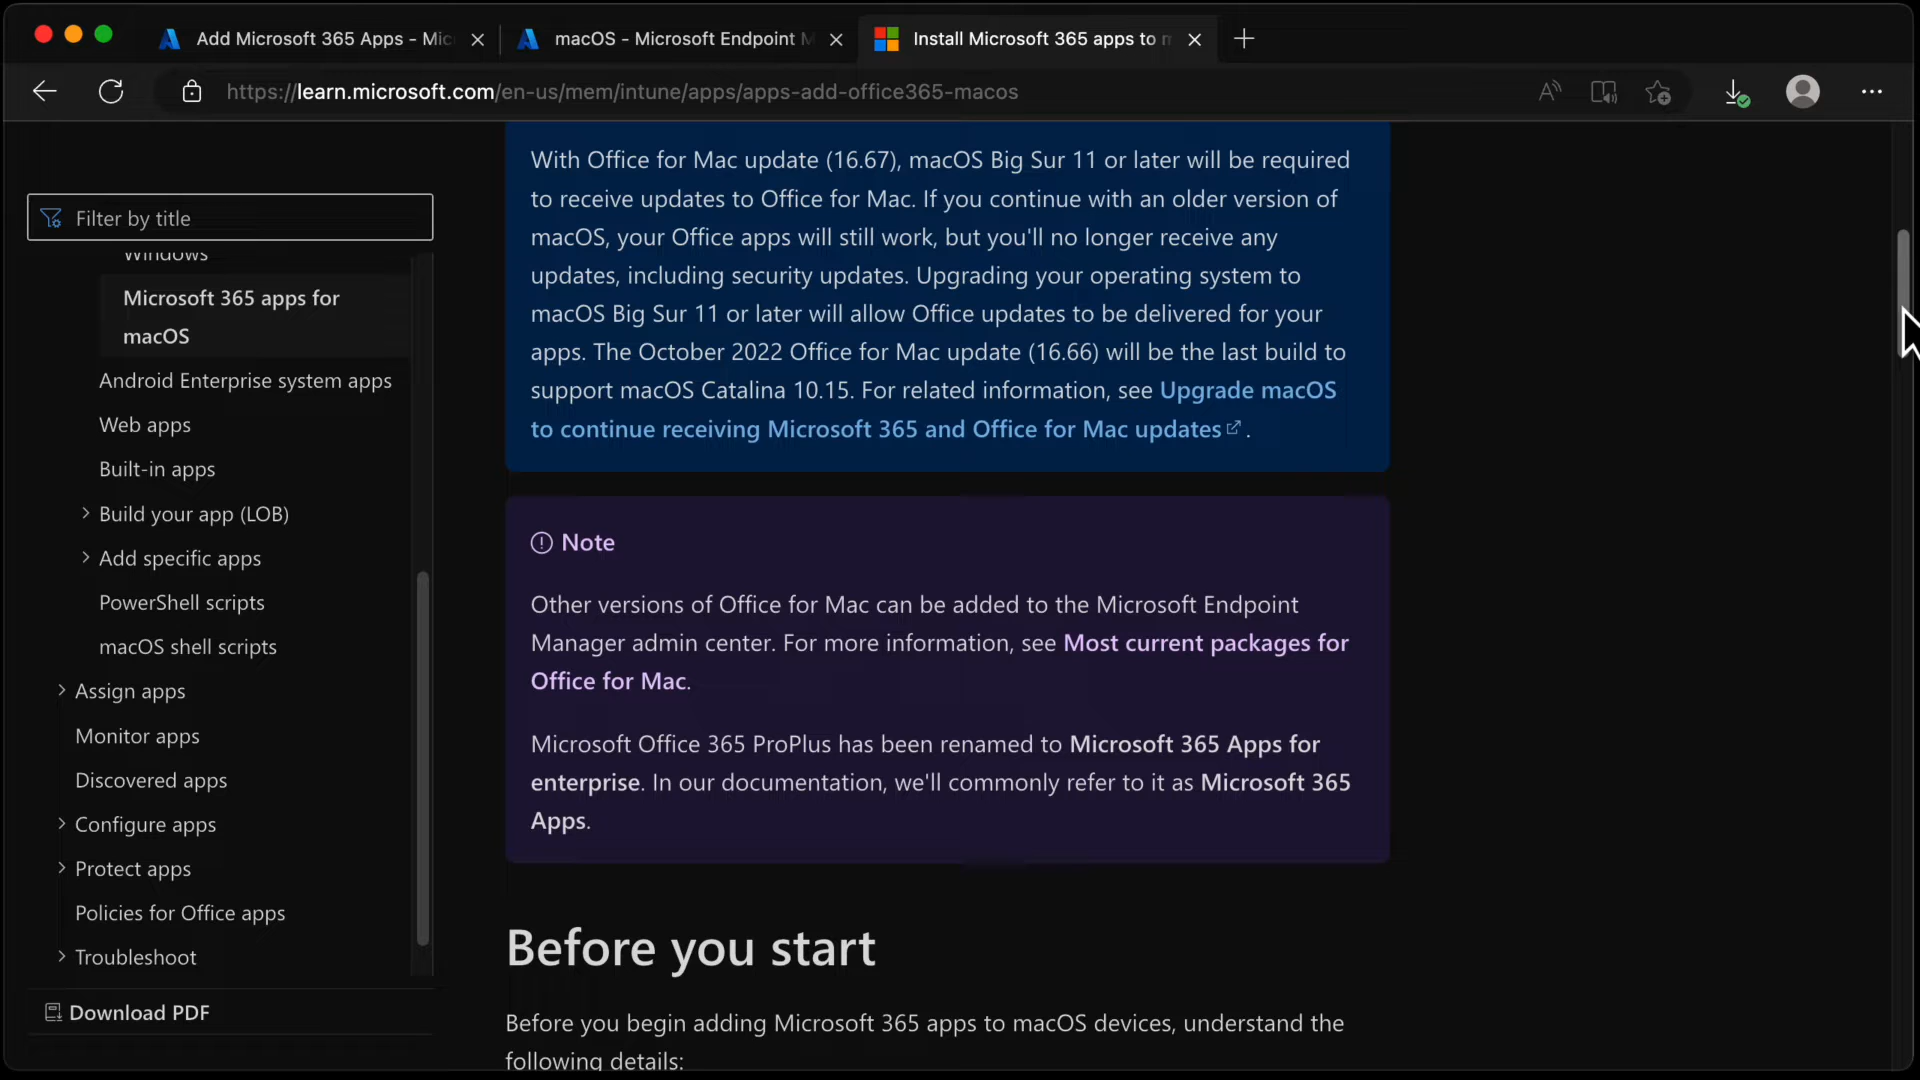 Add Microsoft 365 Apps - Mic
macOS - Microsoft Endpoint M
Install Microsoft 365 apps to m
https://learn.microsoft.com/en-us/mem/intune/apps/apps-add-office365-macos
Filter by title
Windows
Microsoft 365 apps for
macOS
Android Enterprise system apps
Web apps
Built-in apps
Build your app (LOB)
Add specific apps
PowerShell scripts
macOS shell scripts
Assign apps
Monitor apps
Discovered apps
Configure apps
Protect apps
Policies for Office apps
Troubleshoot
Download PDF
With Office for Mac update (16.67), macOS Big Sur 11 or later will be required
to receive updates to Office for Mac. If you continue with an older version of
macOS, your Office apps will still work, but you'll no longer receive any
updates, including security updates. Upgrading your operating system to
macOS Big Sur 11 or later will allow Office updates to be delivered for your
apps. The October 2022 Office for Mac update (16.66) will be the last build to
support macOS Catalina 10.15. For related information, see Upgrade macOS
to continue receiving Microsoft 365 and Office for Mac updates.
Note
Other versions of Office for Mac can be added to the Microsoft Endpoint
Manager admin center. For more information, see Most current packages for
Office for Mac.
Microsoft Office 365 ProPlus has been renamed to Microsoft 365 Apps for
enterprise. In our documentation, we'll commonly refer to it as Microsoft 365
Apps.
Before you start
Before you begin adding Microsoft 365 apps to macOS devices, understand the
following details: